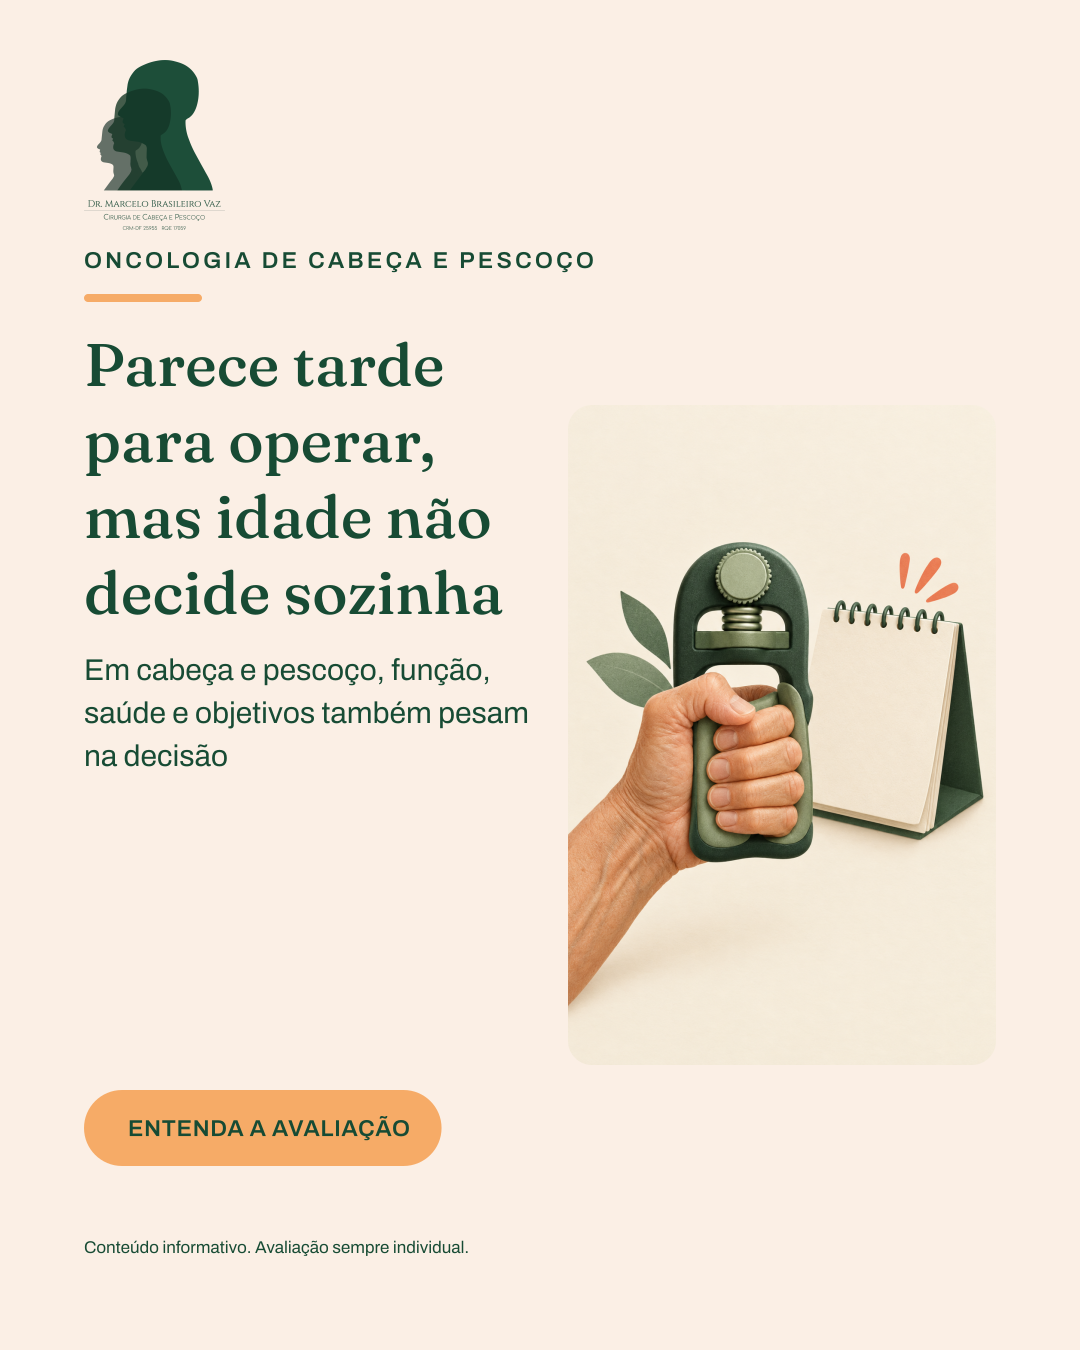 DR. MARCELO BRASILEIRO VAZ
CIRURGIA DE CABEÇA E PESCOÇO
ONCOLOGIA DE CABEÇA E PESCOÇO
Parece tarde
para operar,
mas idade não
decide sozinha
Em cabeça e pescoço, função,
saúde e objetivos também pesam
na decisão
ENTENDA A AVALIAÇÃO
Conteúdo informativo. Avaliação sempre individual.